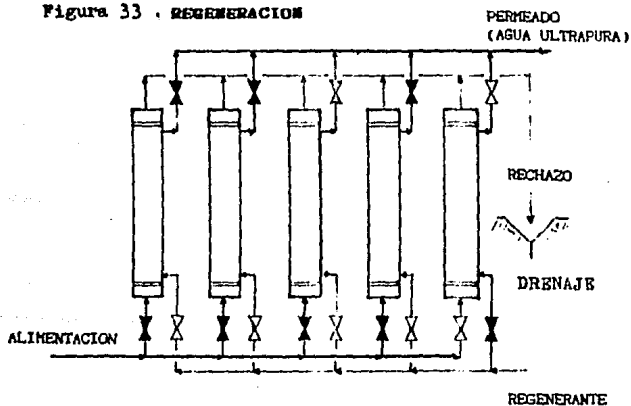 Figura 33 . REGENERACION
PERMEADO
(AGUA ULTRAPURA)
RECHAZO
DRENAJE
ALIMENTACION
REGENERANTE